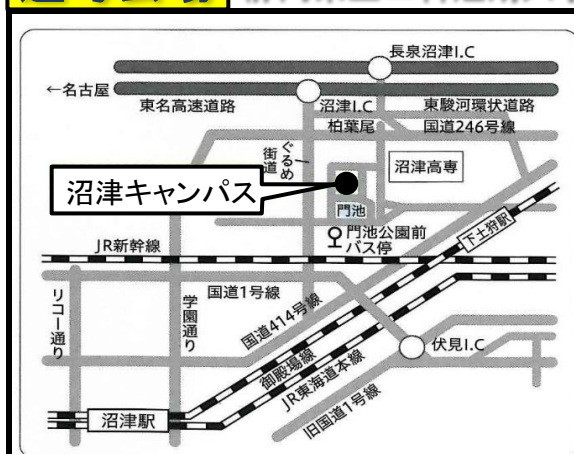 長泉沼津I.C
←名古屋
東名高速道路
沼津I.C
東駿河環状道路
柏葉尾
国道246号線
ぐるめ街道
沼津高専
沼津キャンパス
門池
門池公園前
バス停
下土狩駅
JR新幹線
国道1号線
リコー通り
学園通り
国道414号線
伏見I.C
御殿場線
JR東海道本線
旧国道1号線
沼津駅